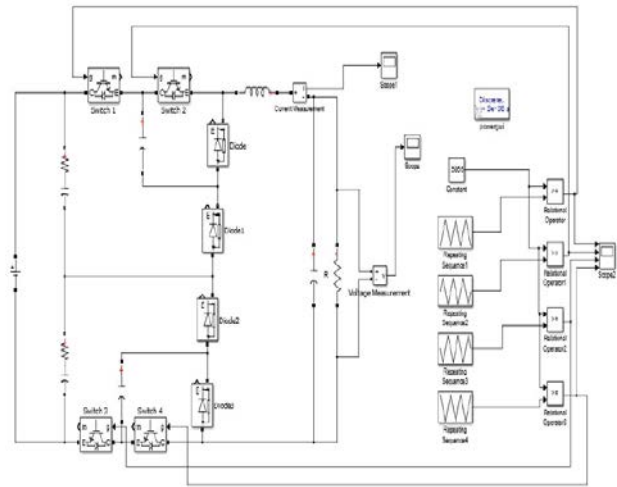 Switch 1
Switch 2
Current Measurement
Scope1
Discrete,
powergui
Diode
Scope
Constant
Relational
Operator
Diode1
Repeating
Sequence1
Relational
Operator1
Scope2
Voltage Measurement
Diode2
Repeating
Sequence2
Relational
Operator2
Repeating
Sequence3
Switch 3
Switch 4
Diode3
Relational
Operator3
Repeating
Sequence4